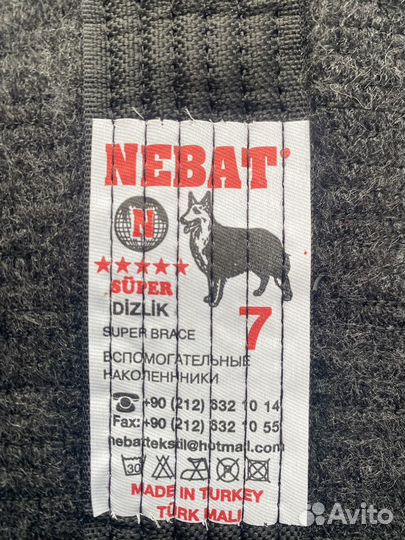 NEBAT®
N
★★★★★
SÜPER
7
DİZLİK
SUPER BRACE
ВСПОМОГАТЕЛЬНЫЕ
НАКОЛЕНННИКИ
☎ +90 (212) 632 10 14
Fax: +90 (212) 632 10 55
nebattekstil@hotmail.com
30
MADE IN TURKEY
TÜRK MALI
Avito